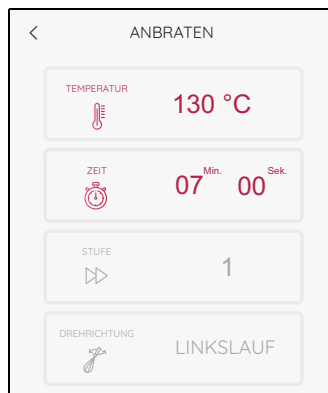 ANBRATEN
TEMPERATUR
130 °C
ZEIT
07 Min. 00 Sek.
STUFE
1
DREHRICHTUNG
LINKSLAUF